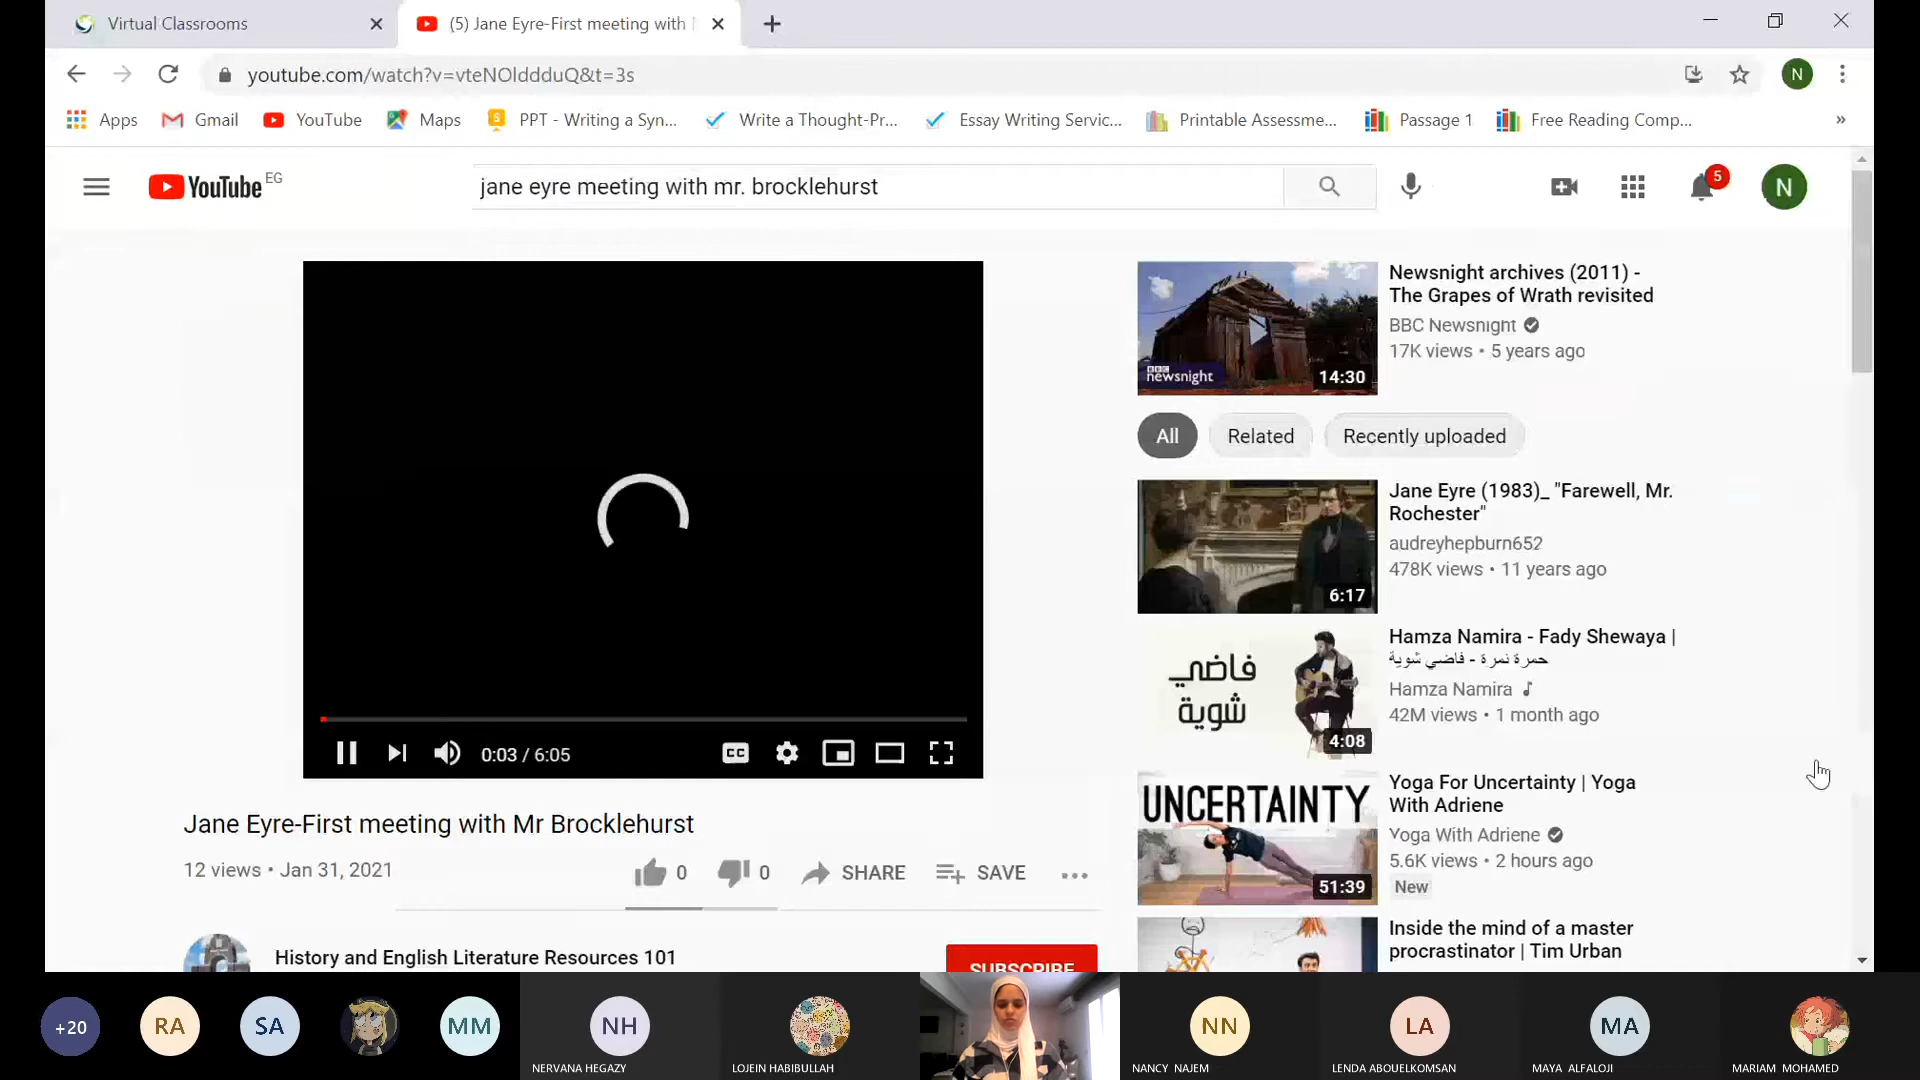 Virtual Classrooms
(5) Jane Eyre-First meeting with
youtube.com/watch?v=vteNOlddduQ&t=3s
N
Apps
Gmail
YouTube
Maps
PPT - Writing a Syn...
Write a Thought-Pr...
Essay Writing Servic...
Printable Assessme...
Passage 1
Free Reading Comp...
»
YouTube EG
jane eyre meeting with mr. brocklehurst
5
N
newsnight
14:30
Newsnight archives (2011) -
The Grapes of Wrath revisited
BBC Newsnight
17K views • 5 years ago
All
Related
Recently uploaded
6:17
Jane Eyre (1983)_ "Farewell, Mr.
Rochester"
audreyhepburn652
478K views • 11 years ago
فاضي
شوية
4:08
Hamza Namira - Fady Shewaya |
حمزة نمرة - فاضي شوية
Hamza Namira
42M views • 1 month ago
UNCERTAINTY
51:39
Yoga For Uncertainty | Yoga
With Adriene
Yoga With Adriene
5.6K views • 2 hours ago
New
Inside the mind of a master
procrastinator | Tim Urban
CC
0:03 / 6:05
Jane Eyre-First meeting with Mr Brocklehurst
12 views • Jan 31, 2021
0
0
SHARE
SAVE
History and English Literature Resources 101
SUBSCRIBE
+20
RA
SA
MM
NH
NERVANA HEGAZY
LOJEIN HABIBULLAH
NN
NANCY NAJEM
LA
LENDA ABOUELKOMSAN
MA
MAYA ALFALOJI
MARIAM MOHAMED